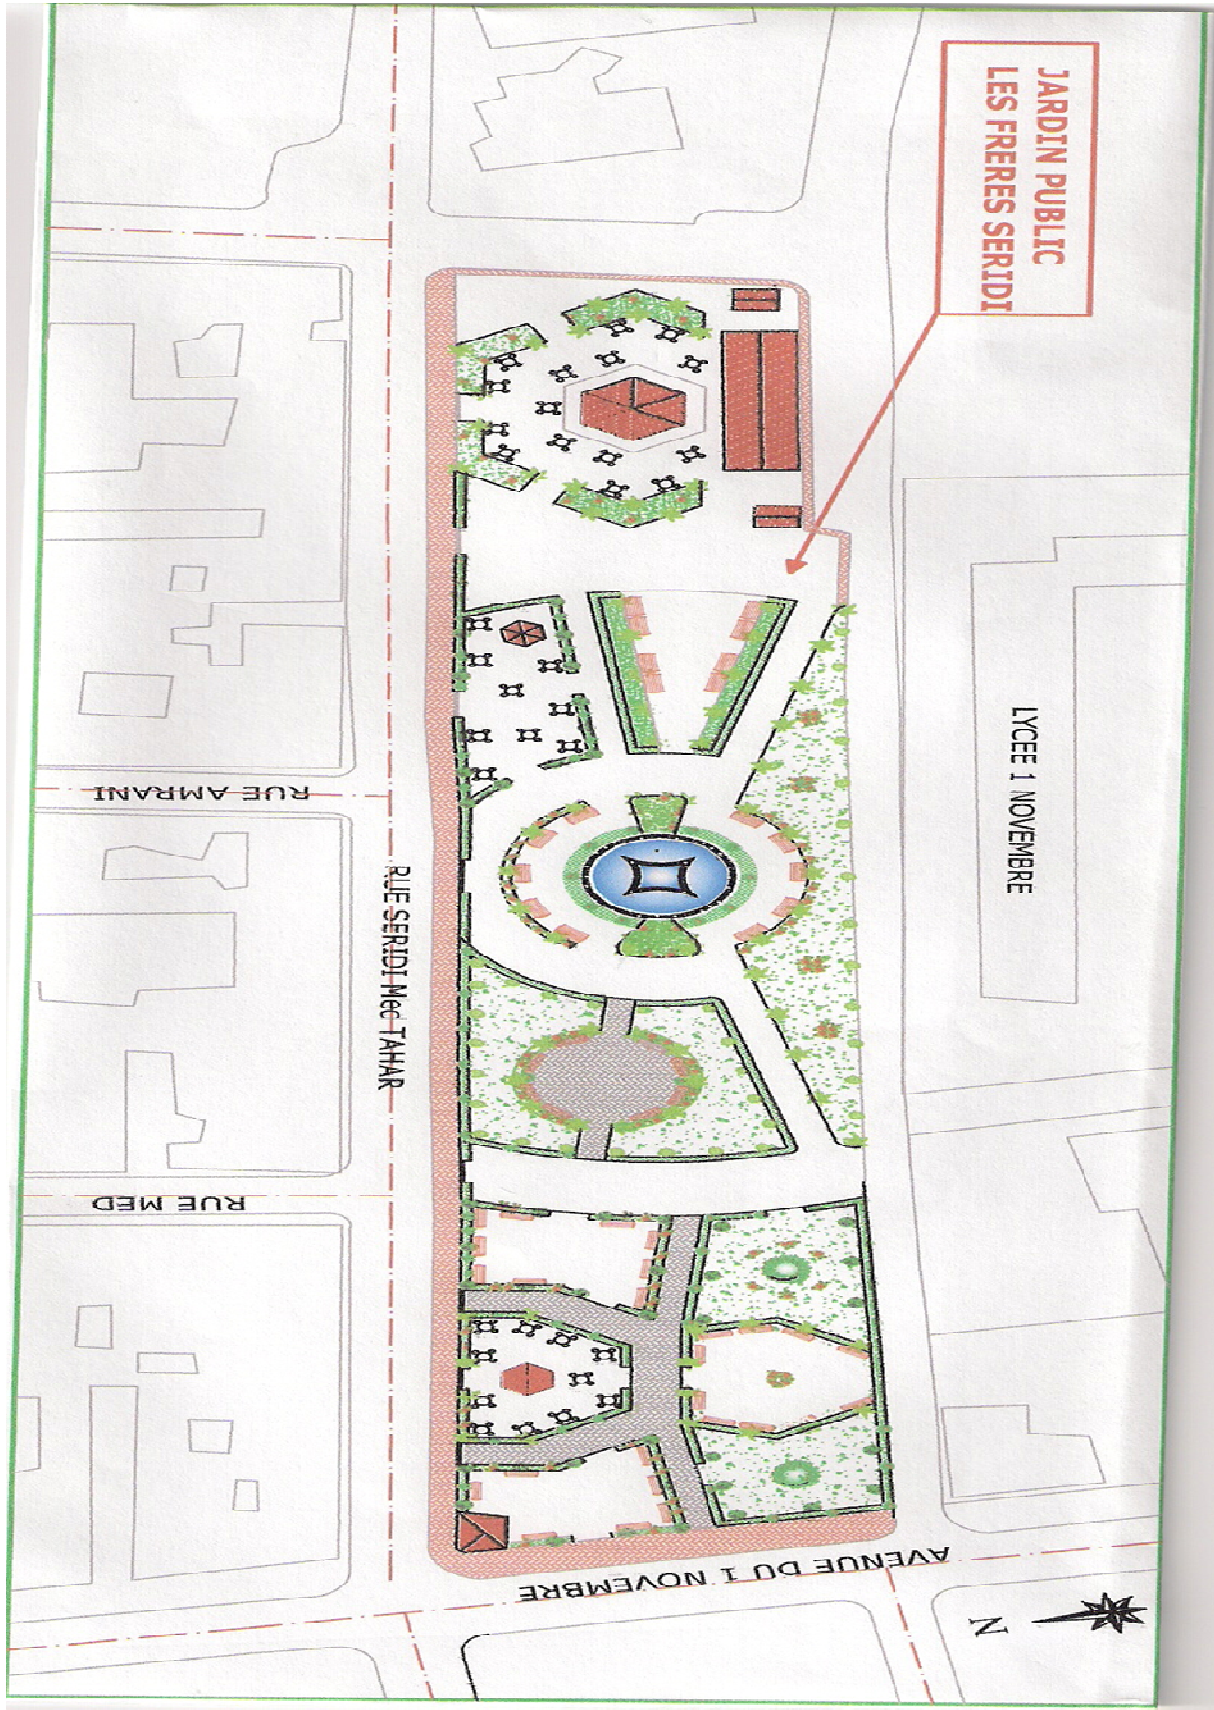 JARDIN PUBLIC
LES FRERES SERIDI
LYCEE 1 NOVEMBRE
RUE AMRANI
RUE SERIDI Mec TAHAR
RUE MED
AVENUE DU 1 NOVEMBRE
N